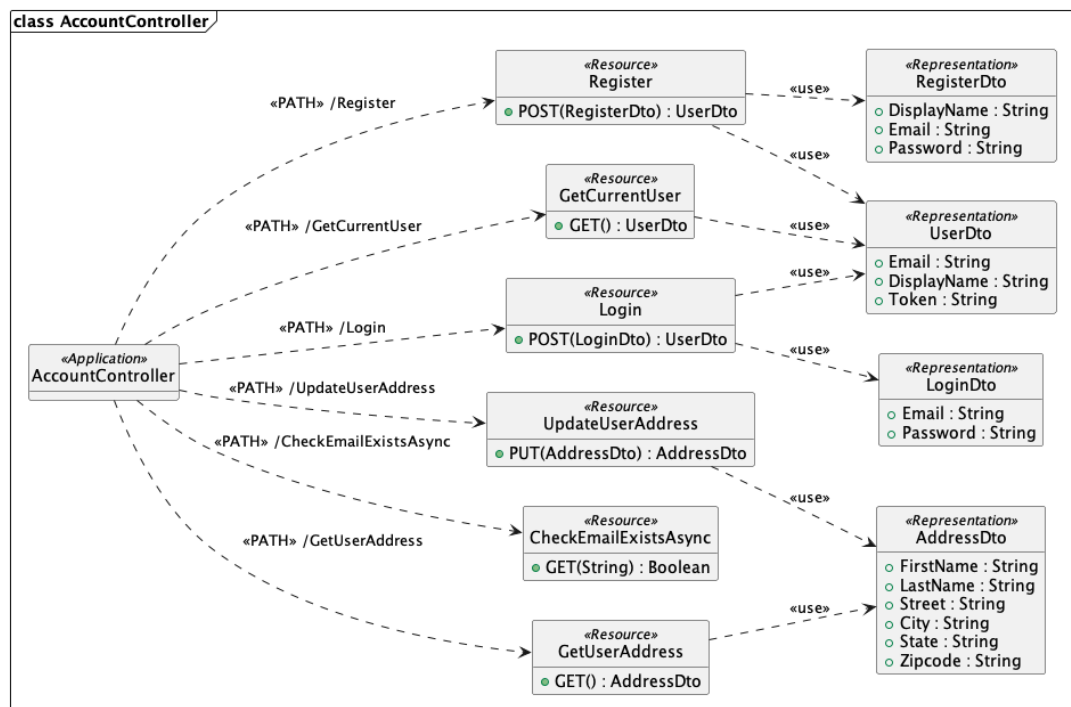 class AccountController
«Resource»
Register
POST(RegisterDto) : UserDto
«Representation»
RegisterDto
DisplayName : String
Email : String
Password : String
«PATH» /Register
«use»
«use»
«Resource»
GetCurrentUser
GET() : UserDto
«PATH» /GetCurrentUser
«use»
«Representation»
UserDto
Email : String
DisplayName : String
Token : String
«Resource»
Login
POST(LoginDto) : UserDto
«PATH» /Login
«use»
«use»
«Application»
AccountController
«Representation»
LoginDto
Email : String
Password : String
«PATH» /UpdateUserAddress
«Resource»
UpdateUserAddress
PUT(AddressDto) : AddressDto
«PATH» /CheckEmailExistsAsync
«use»
«Resource»
CheckEmailExistsAsync
GET(String) : Boolean
«PATH» /GetUserAddress
«Representation»
AddressDto
FirstName : String
LastName : String
Street : String
City : String
State : String
Zipcode : String
«use»
«Resource»
GetUserAddress
GET() : AddressDto